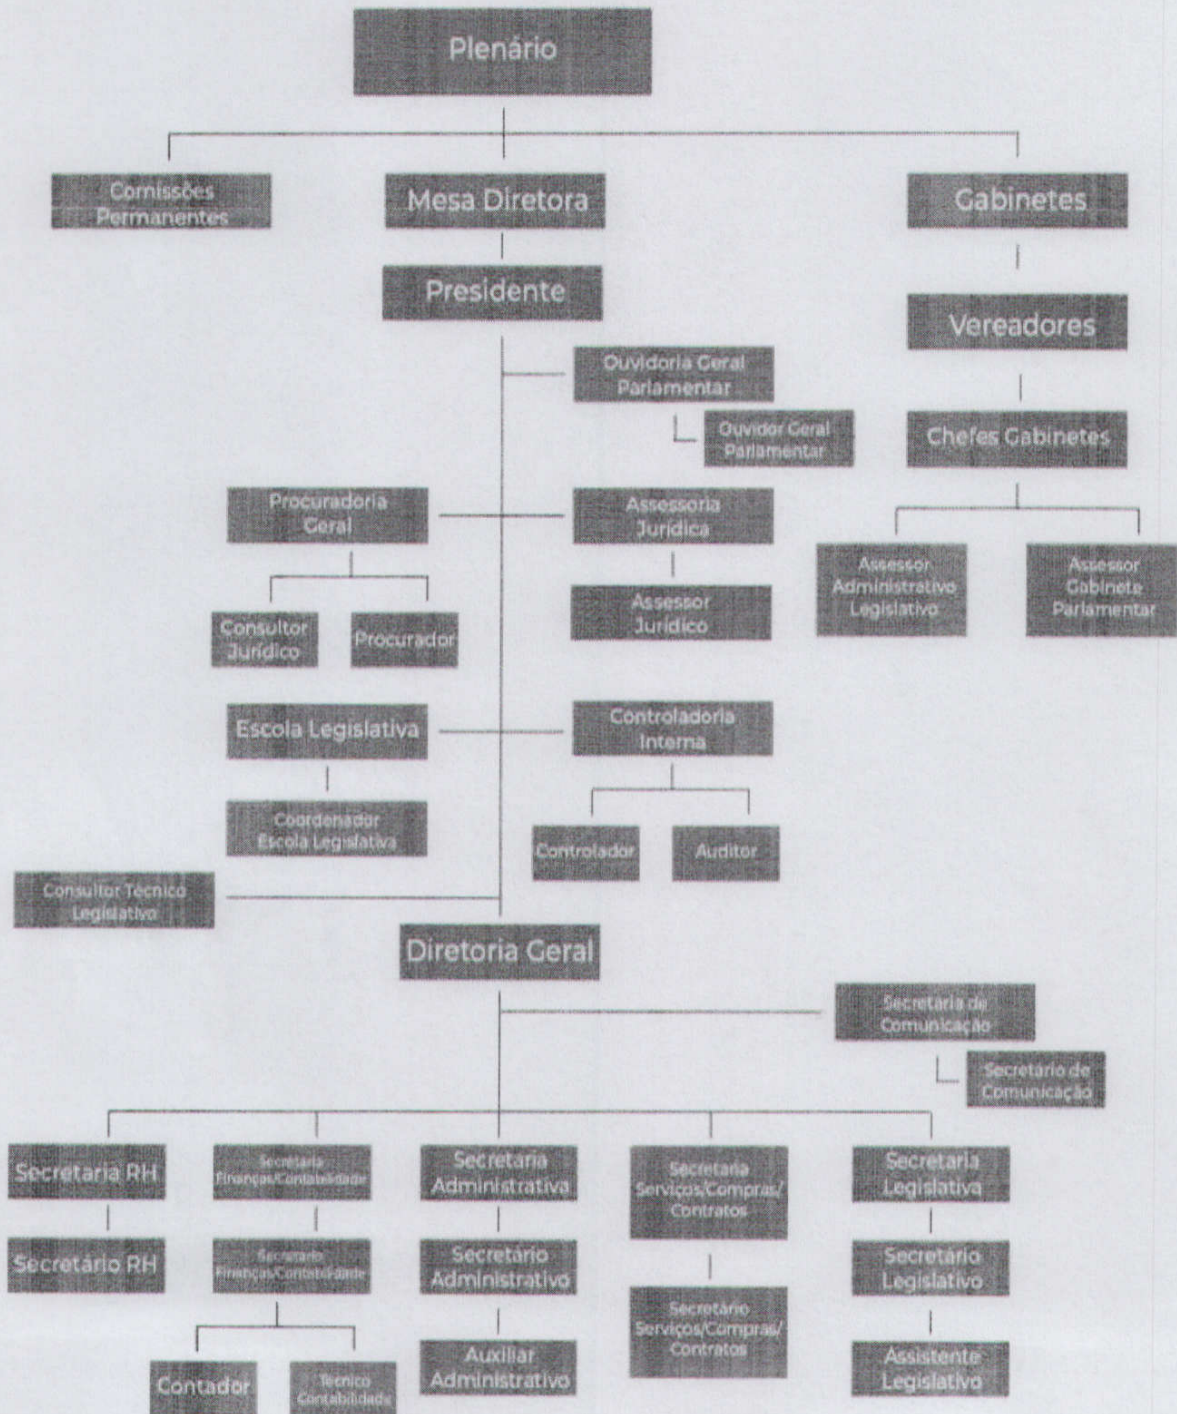 Plenário
Comissões
Permanentes
Mesa Diretora
Gabinetes
Presidente
Vereadores
Ouvidoria Geral
Parlamentar
Ouvidor Geral
Parlamentar
Chefes Gabinetes
Procuradoria
Geral
Assessoria
Jurídica
Assessor
Administrativo
Legislativo
Assessor
Gabinete
Parlamentar
Consultor
Jurídico
Procurador
Assessor
Jurídico
Escola Legislativa
Controladoria
Interna
Coordenador
Escola Legislativa
Controlador
Auditor
Consultor Técnico
Legislativo
Diretoria Geral
Secretaria de
Comunicação
Secretário de
Comunicação
Secretaria RH
Secretaria
Finanças/Contabilidade
Secretaria
Administrativa
Secretaria
Serviços/Compras/
Contratos
Secretaria
Legislativa
Secretário RH
Secretário
Finanças/Contabilidade
Secretário
Administrativo
Secretário
Serviços/Compras/
Contratos
Secretário
Legislativo
Contador
Técnico
Contabilidade
Auxiliar
Administrativo
Assistente
Legislativo